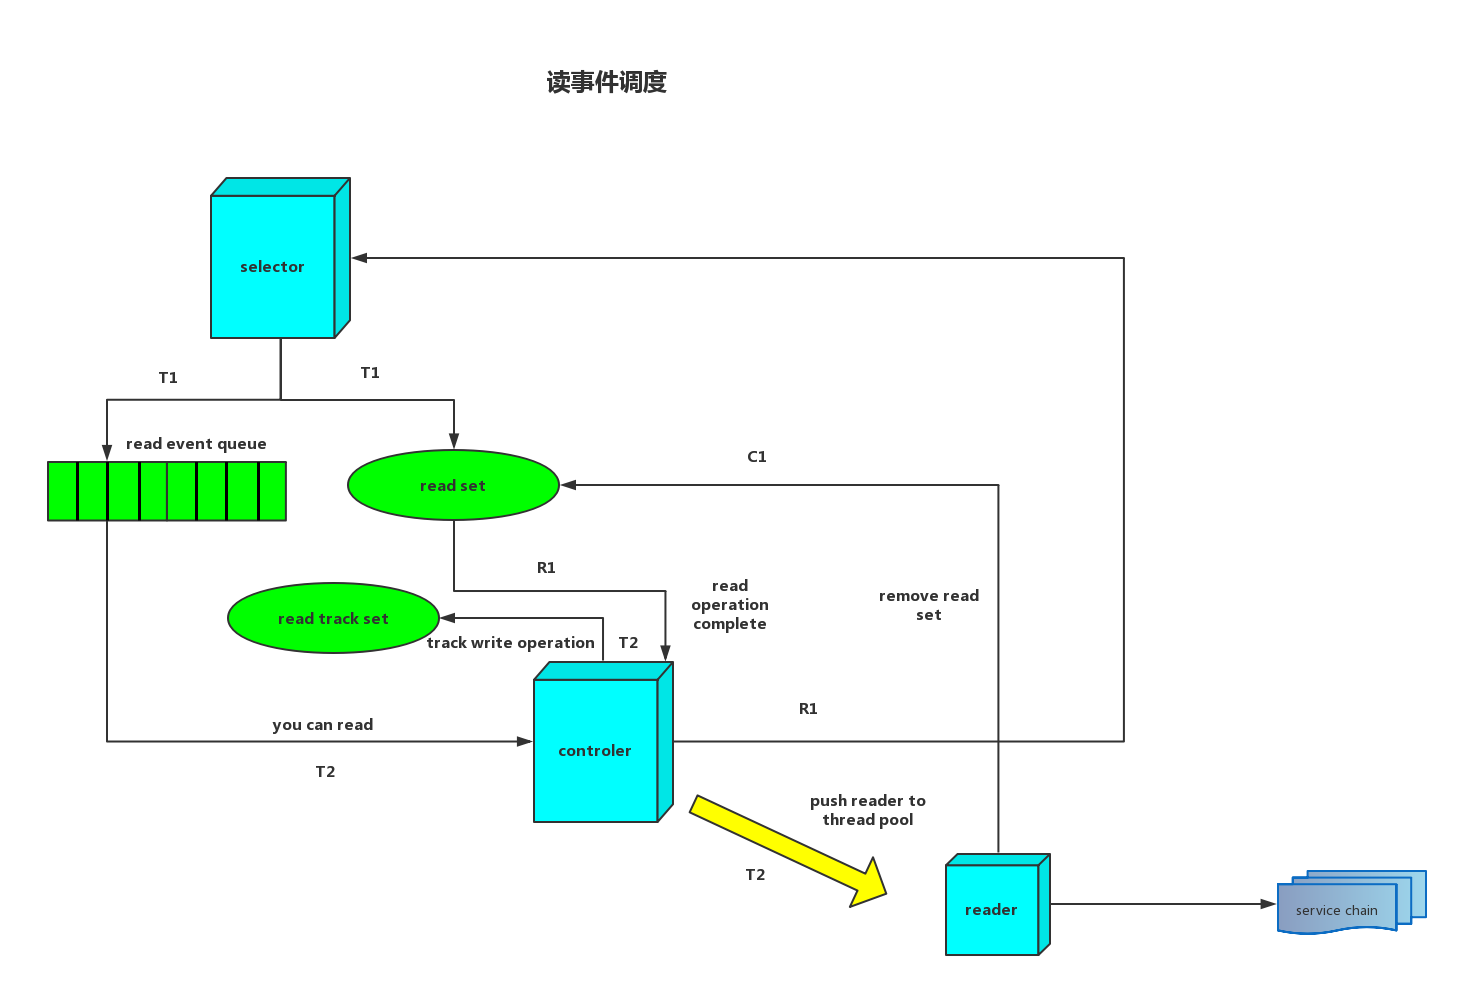 读事件调度
selector
T1
T1
read event queue
C1
read set
R1
read
operation
complete
remove read
set
read track set
track write operation
T2
R1
you can read
controler
T2
push reader to
thread pool
T2
reader
service chain